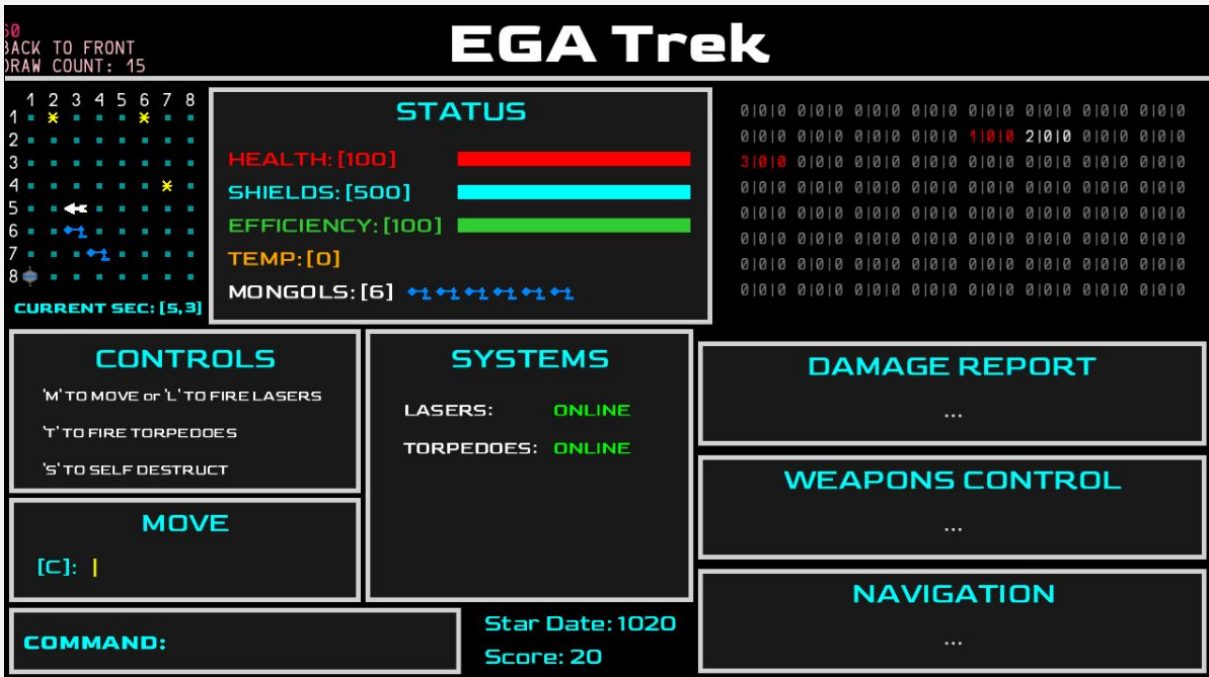 60
BACK TO FRONT
DRAW COUNT: 15
EGA Trek
1 2 3 4 5 6 7 8
1
2
3
4
5
6
7
8
CURRENT SEC: [5,3]
STATUS
HEALTH: [100]
SHIELDS: [500]
EFFICIENCY: [100]
TEMP: [0]
MONGOLS: [6]
0|0|0 0|0|0 0|0|0 0|0|0 0|0|0 0|0|0 0|0|0 0|0|0
0|0|0 0|0|0 0|0|0 0|0|0 1|0|0 2|0|0 0|0|0 0|0|0
3|0|0 0|0|0 0|0|0 0|0|0 0|0|0 0|0|0 0|0|0 0|0|0
0|0|0 0|0|0 0|0|0 0|0|0 0|0|0 0|0|0 0|0|0 0|0|0
0|0|0 0|0|0 0|0|0 0|0|0 0|0|0 0|0|0 0|0|0 0|0|0
0|0|0 0|0|0 0|0|0 0|0|0 0|0|0 0|0|0 0|0|0 0|0|0
0|0|0 0|0|0 0|0|0 0|0|0 0|0|0 0|0|0 0|0|0 0|0|0
0|0|0 0|0|0 0|0|0 0|0|0 0|0|0 0|0|0 0|0|0 0|0|0
CONTROLS
'M' TO MOVE or 'L' TO FIRE LASERS
'T' TO FIRE TORPEDOES
'S' TO SELF DESTRUCT
MOVE
[C]: |
COMMAND:
SYSTEMS
LASERS: ONLINE
TORPEDOES: ONLINE
Star Date: 1020
Score: 20
DAMAGE REPORT
...
WEAPONS CONTROL
...
NAVIGATION
...